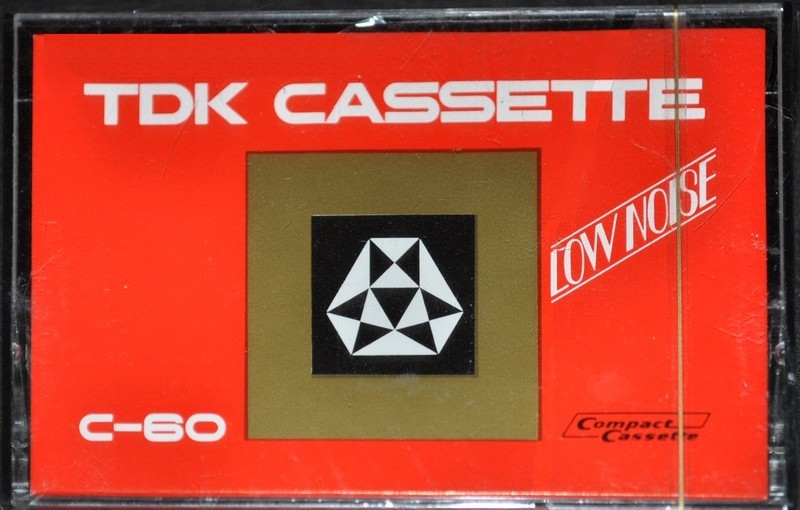 TDK CASSETTE
LOW NOISE
C-60
Compact
Cassette